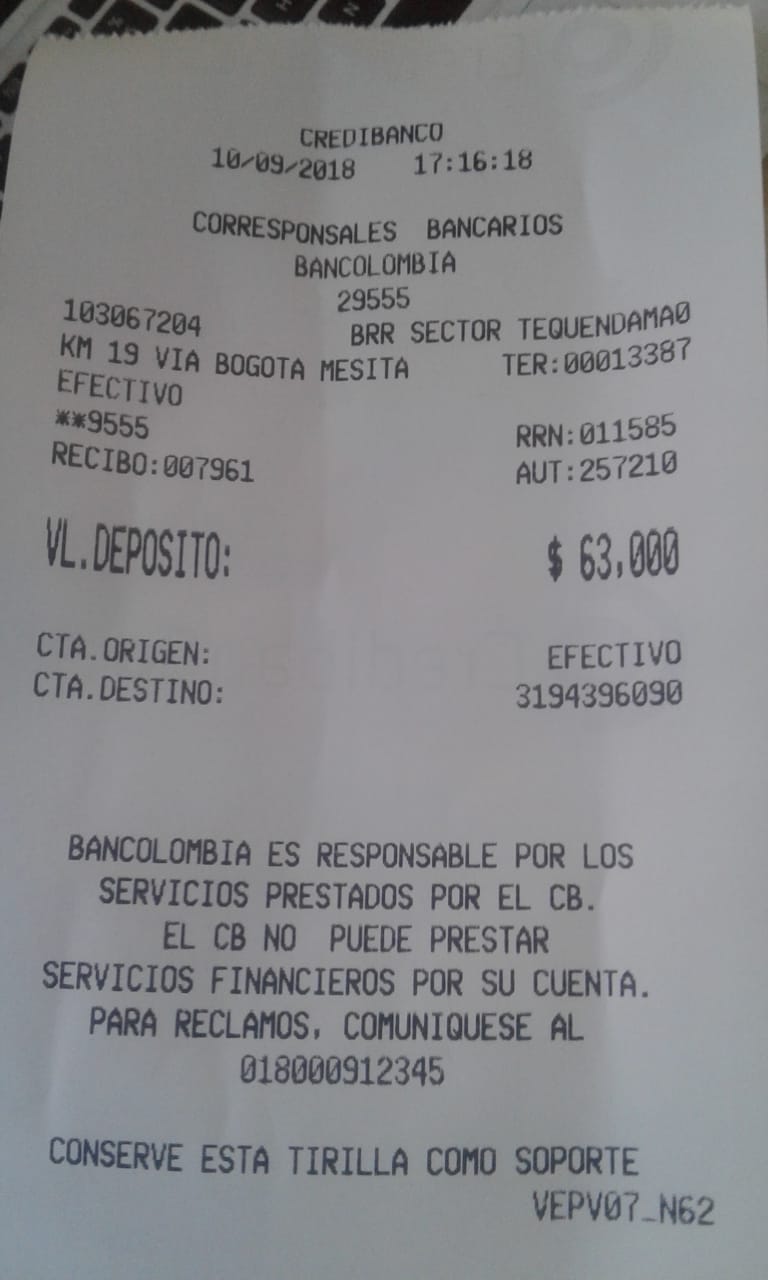 CREDIBANCO
10/09/2018 17:16:18
CORRESPONSALES BANCARIOS
BANCOLOMBIA
29555
103067204 BRR SECTOR TEQUENDAMA0
KM 19 VIA BOGOTA MESITA TER:00013387
EFECTIVO
**9555 RRN:011585
RECIBO:007961 AUT:257210
VL.DEPOSITO: $ 63,000
CTA.ORIGEN: EFECTIVO
CTA.DESTINO: 3194396090
BANCOLOMBIA ES RESPONSABLE POR LOS
SERVICIOS PRESTADOS POR EL CB.
EL CB NO PUEDE PRESTAR
SERVICIOS FINANCIEROS POR SU CUENTA.
PARA RECLAMOS, COMUNIQUESE AL
018000912345
CONSERVE ESTA TIRILLA COMO SOPORTE
VEPV07_N62